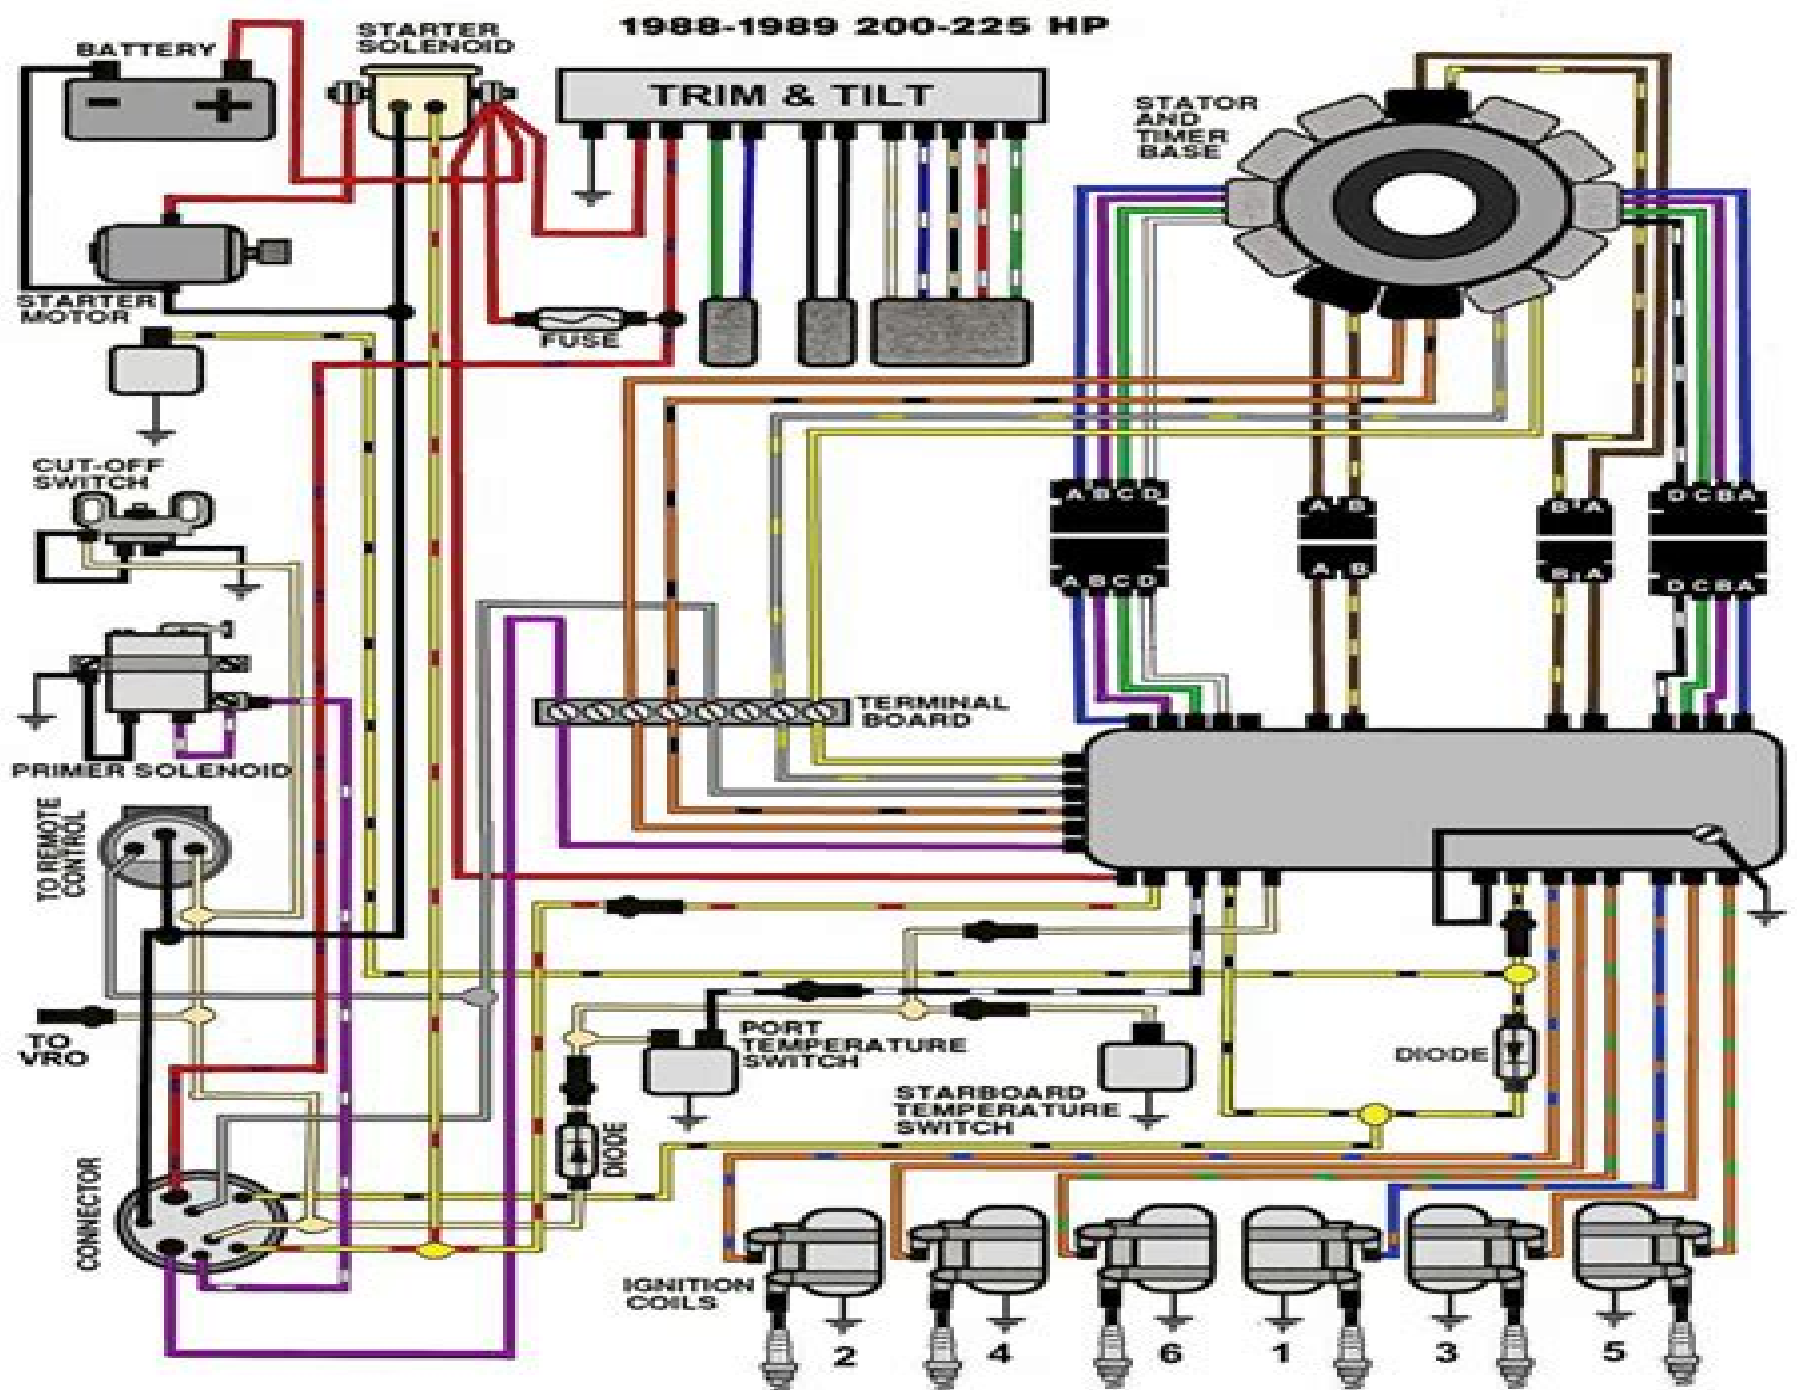 1988-1989 200-225 HP
BATTERY
STARTER
SOLENOID
TRIM & TILT
STATOR
AND
TIMER
BASE
STARTER
MOTOR
FUSE
CUT-OFF
SWITCH
A B C D
A B
B A
D C B A
A B C D
A B
B A
D C B A
PRIMER SOLENOID
TERMINAL
BOARD
TO REMOTE
CONTROL
TO
VRO
PORT
TEMPERATURE
SWITCH
DIODE
STARBOARD
TEMPERATURE
SWITCH
DIODE
CONNECTOR
IGNITION
COILS
2
4
6
1
3
5